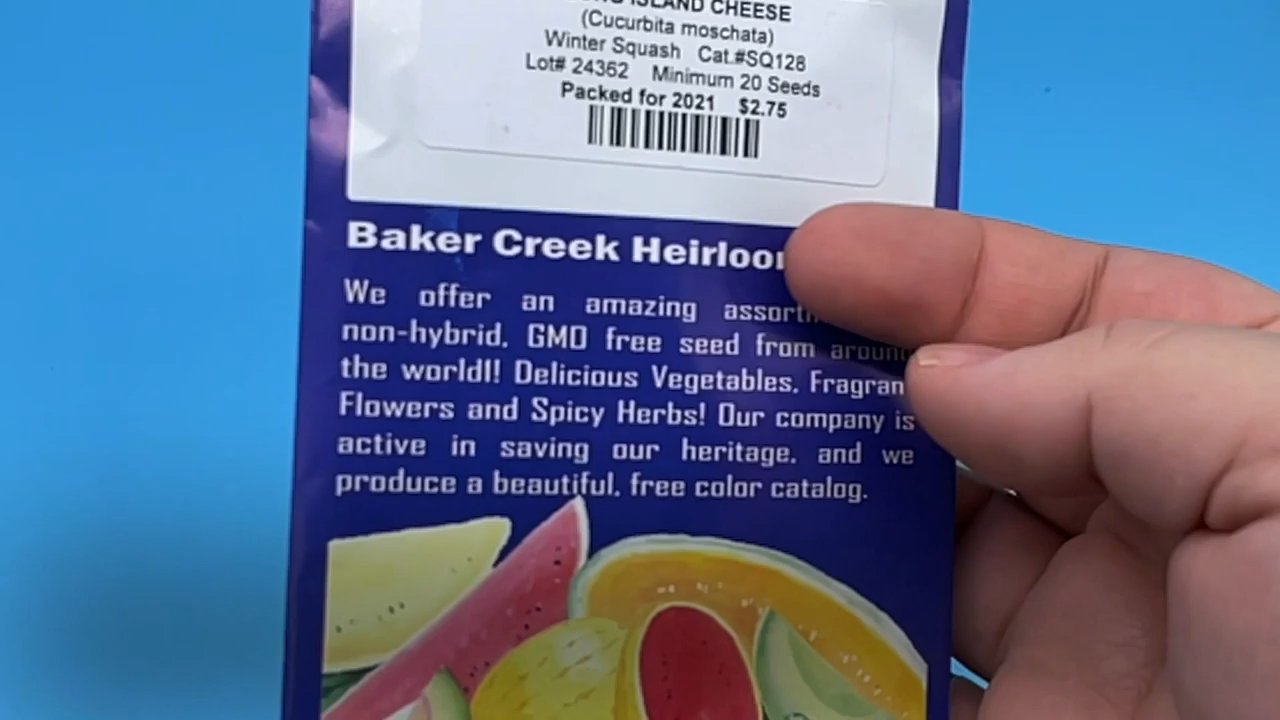 ISLAND CHEESE
(Cucurbita moschata)
Winter Squash Cat.#SQ128
Lot# 24362 Minimum 20 Seeds
Packed for 2021 $2.75
Baker Creek
We offer an amazing
non-hybrid, GMO free seed from around
the world!! Delicious Vegetables, Fragran
Flowers and Spicy Herbs! Our company is
active in saving our heritage, and we
produce a beautiful, free color catalog.